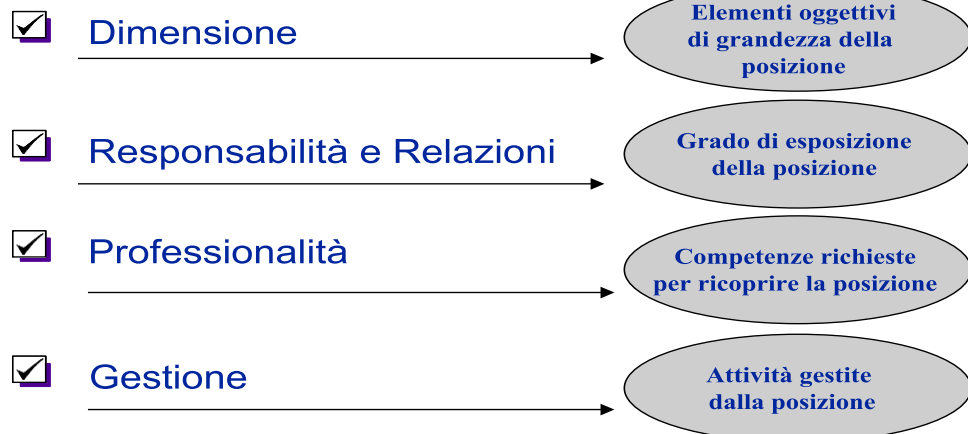 Dimensione
Elementi oggettivi
di grandezza della
posizione
Responsabilità e Relazioni
Grado di esposizione
della posizione
Professionalità
Competenze richieste
per ricoprire la posizione
Gestione
Attività gestite
dalla posizione